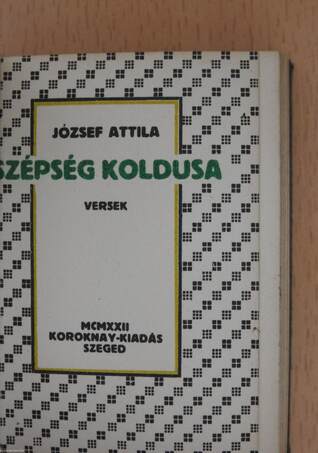 JÓZSEF ATTILA
SZÉPSÉG KOLDUSA
VERSEK
MCMXXII
KOROKNAY-KIADÁS
SZEGED